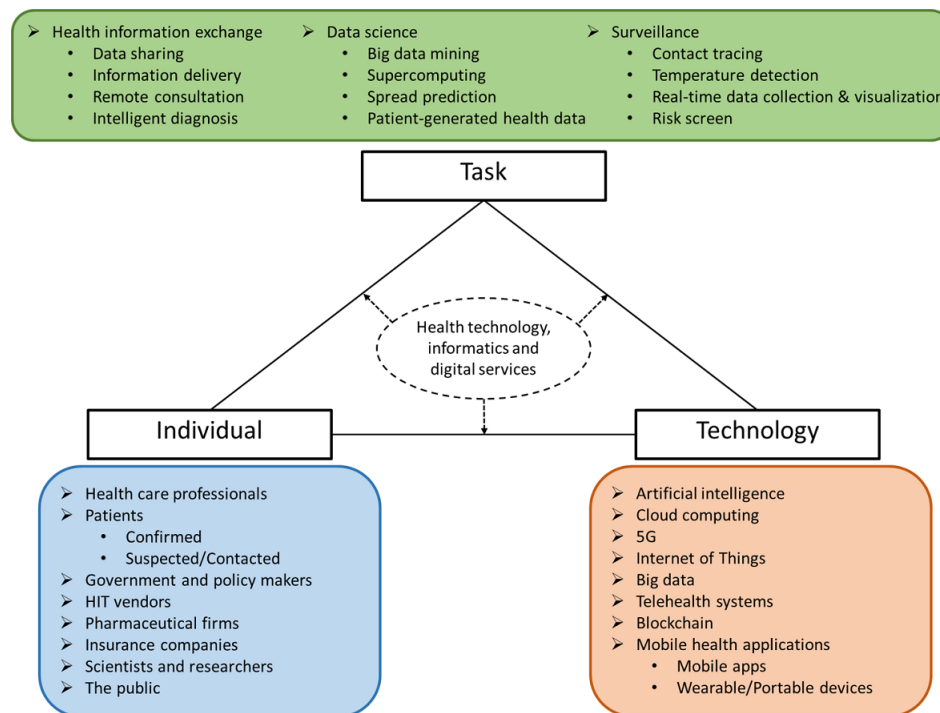 ➢ Health information exchange
• Data sharing
• Information delivery
• Remote consultation
• Intelligent diagnosis
➢ Data science
• Big data mining
• Supercomputing
• Spread prediction
• Patient-generated health data
➢ Surveillance
• Contact tracing
• Temperature detection
• Real-time data collection & visualization
• Risk screen
Task
Health technology,
informatics and
digital services
Individual
Technology
➢ Health care professionals
➢ Patients
• Confirmed
• Suspected/Contacted
➢ Government and policy makers
➢ HIT vendors
➢ Pharmaceutical firms
➢ Insurance companies
➢ Scientists and researchers
➢ The public
➢ Artificial intelligence
➢ Cloud computing
➢ 5G
➢ Internet of Things
➢ Big data
➢ Telehealth systems
➢ Blockchain
➢ Mobile health applications
• Mobile apps
• Wearable/Portable devices